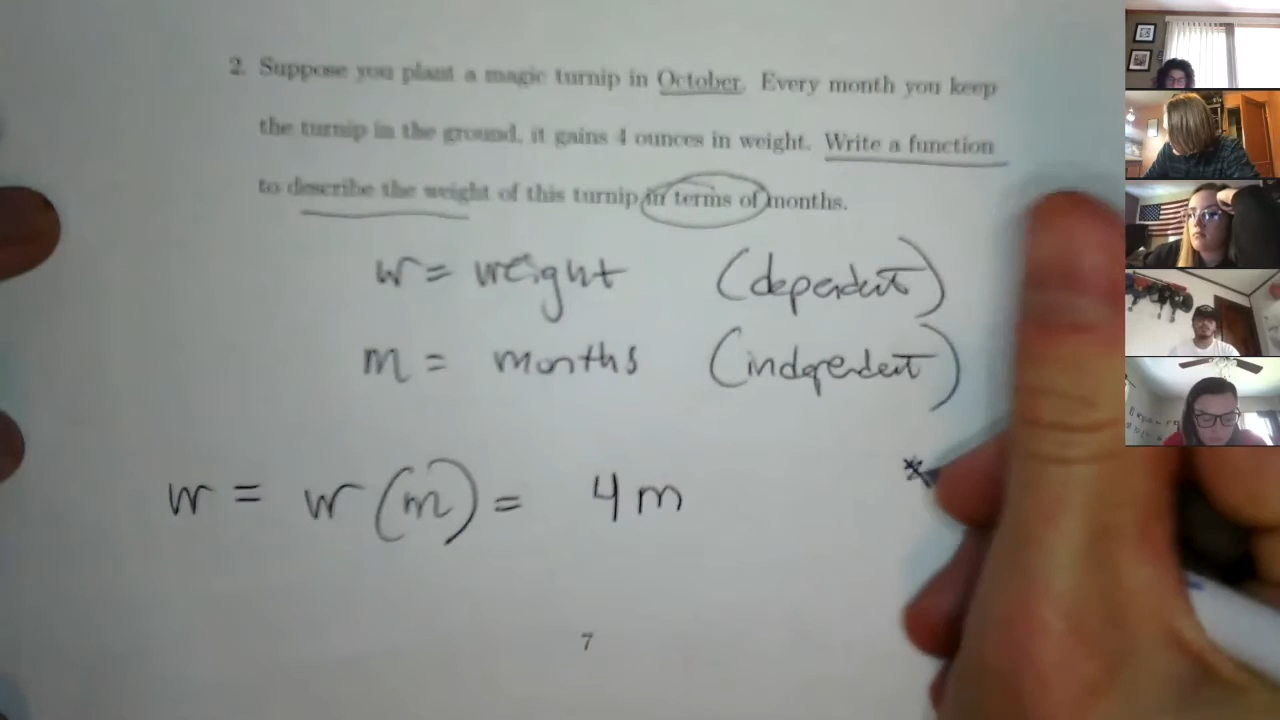 2. Suppose you plant a magic turnip in October. Every month you keep
the turnip in the ground, it gains 4 ounces in weight. Write a function
to describe the weight of this turnip in terms of months.
w = weight (dependent)
m = months (independent)
w = w(m) = 4m *
7